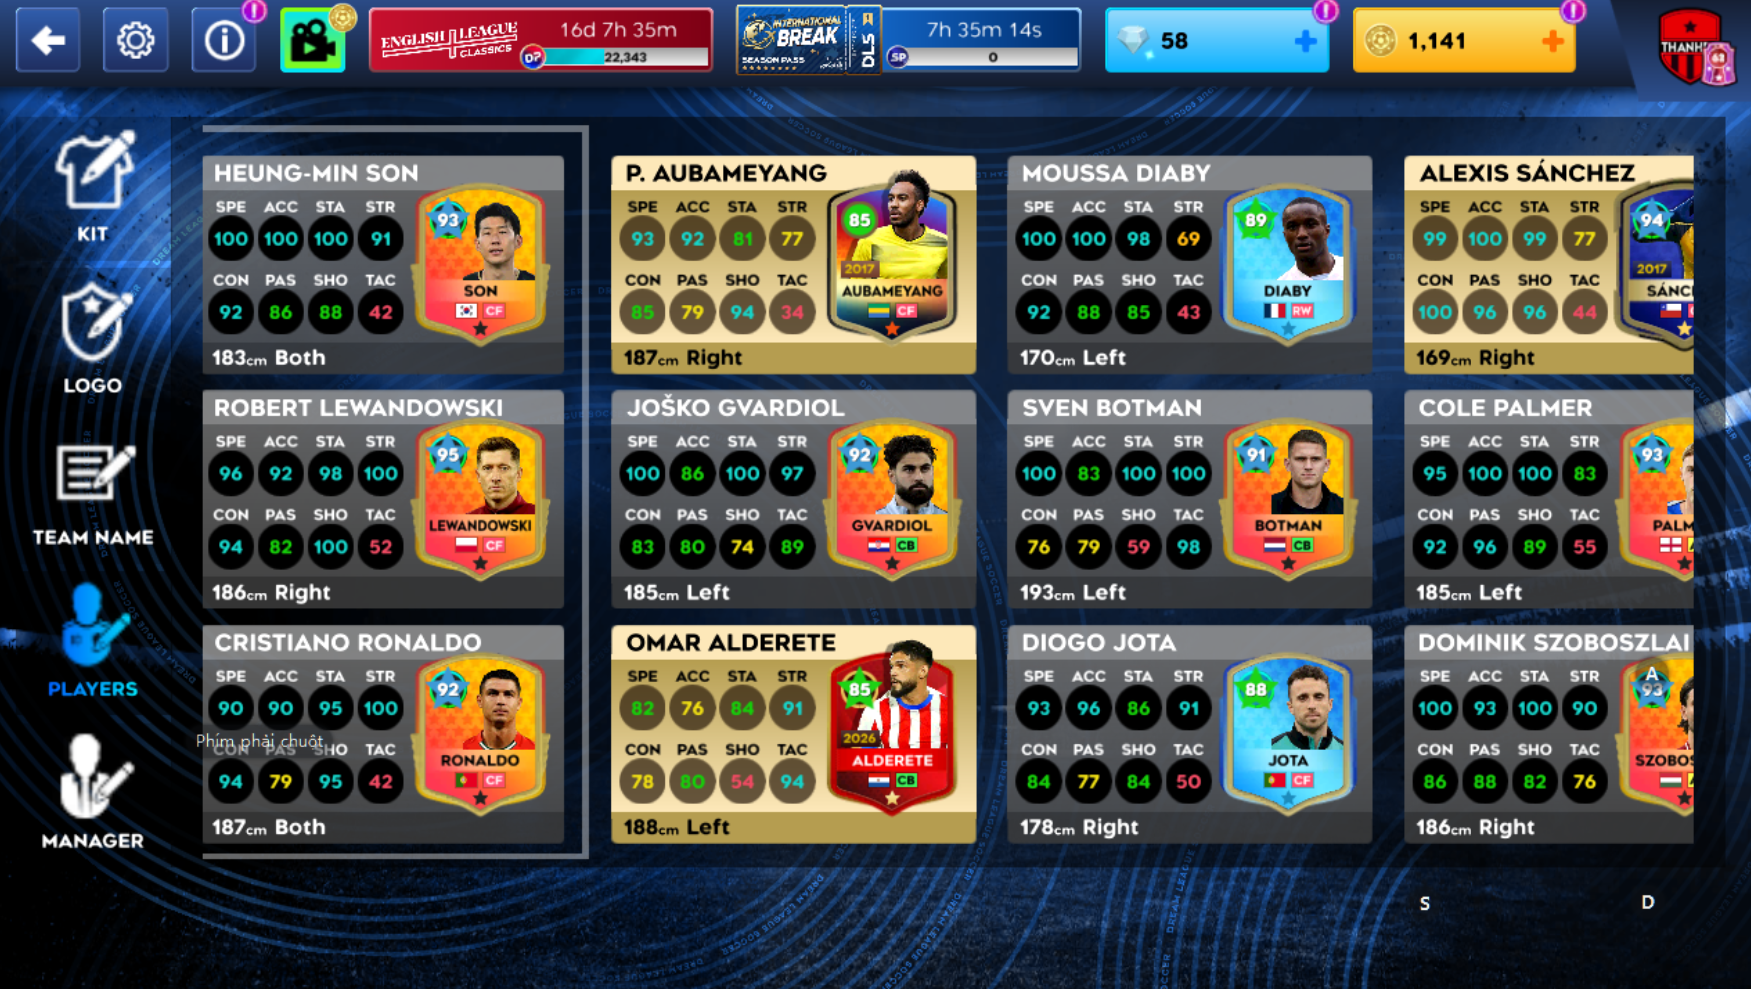 ENGLISH LEAGUE
CLASSICS
16d 7h 35m
DP
22,343
INTERNATIONAL
BREAK
SEASON PASS
DLS
7h 35m 14s
SP
0
58
1,141
THANH
63
KIT
LOGO
TEAM NAME
PLAYERS
MANAGER
HEUNG-MIN SON
SPE ACC STA STR
100 100 100 91
CON PAS SHO TAC
92 86 88 42
93
SON
CF
183cm Both
P. AUBAMEYANG
SPE ACC STA STR
93 92 81 77
CON PAS SHO TAC
85 79 94 34
85
2017
AUBAMEYANG
CF
187cm Right
MOUSSA DIABY
SPE ACC STA STR
100 100 98 69
CON PAS SHO TAC
92 88 85 43
89
DIABY
RW
170cm Left
ALEXIS SÁNCHEZ
SPE ACC STA STR
99 100 99 77
CON PAS SHO TAC
100 96 96 44
94
2017
SÁNC
169cm Right
ROBERT LEWANDOWSKI
SPE ACC STA STR
96 92 98 100
CON PAS SHO TAC
94 82 100 52
95
LEWANDOWSKI
CF
186cm Right
JOŠKO GVARDIOL
SPE ACC STA STR
100 86 100 97
CON PAS SHO TAC
83 80 74 89
92
GVARDIOL
CB
185cm Left
SVEN BOTMAN
SPE ACC STA STR
100 83 100 100
CON PAS SHO TAC
76 79 59 98
91
BOTMAN
CB
193cm Left
COLE PALMER
SPE ACC STA STR
95 100 100 83
CON PAS SHO TAC
92 96 89 55
93
PALM
185cm Left
CRISTIANO RONALDO
SPE ACC STA STR
90 90 95 100
Phím phải chuột
CON PAS SHO TAC
94 79 95 42
92
RONALDO
CF
187cm Both
OMAR ALDERETE
SPE ACC STA STR
82 76 84 91
CON PAS SHO TAC
78 80 54 94
85
2026
ALDERETE
CB
188cm Left
DIOGO JOTA
SPE ACC STA STR
93 96 86 91
CON PAS SHO TAC
84 77 84 50
88
JOTA
CF
178cm Right
DOMINIK SZOBOSZLAI
SPE ACC STA STR
100 93 100 90
CON PAS SHO TAC
86 88 82 76
A
93
SZOBOS
186cm Right
S
D